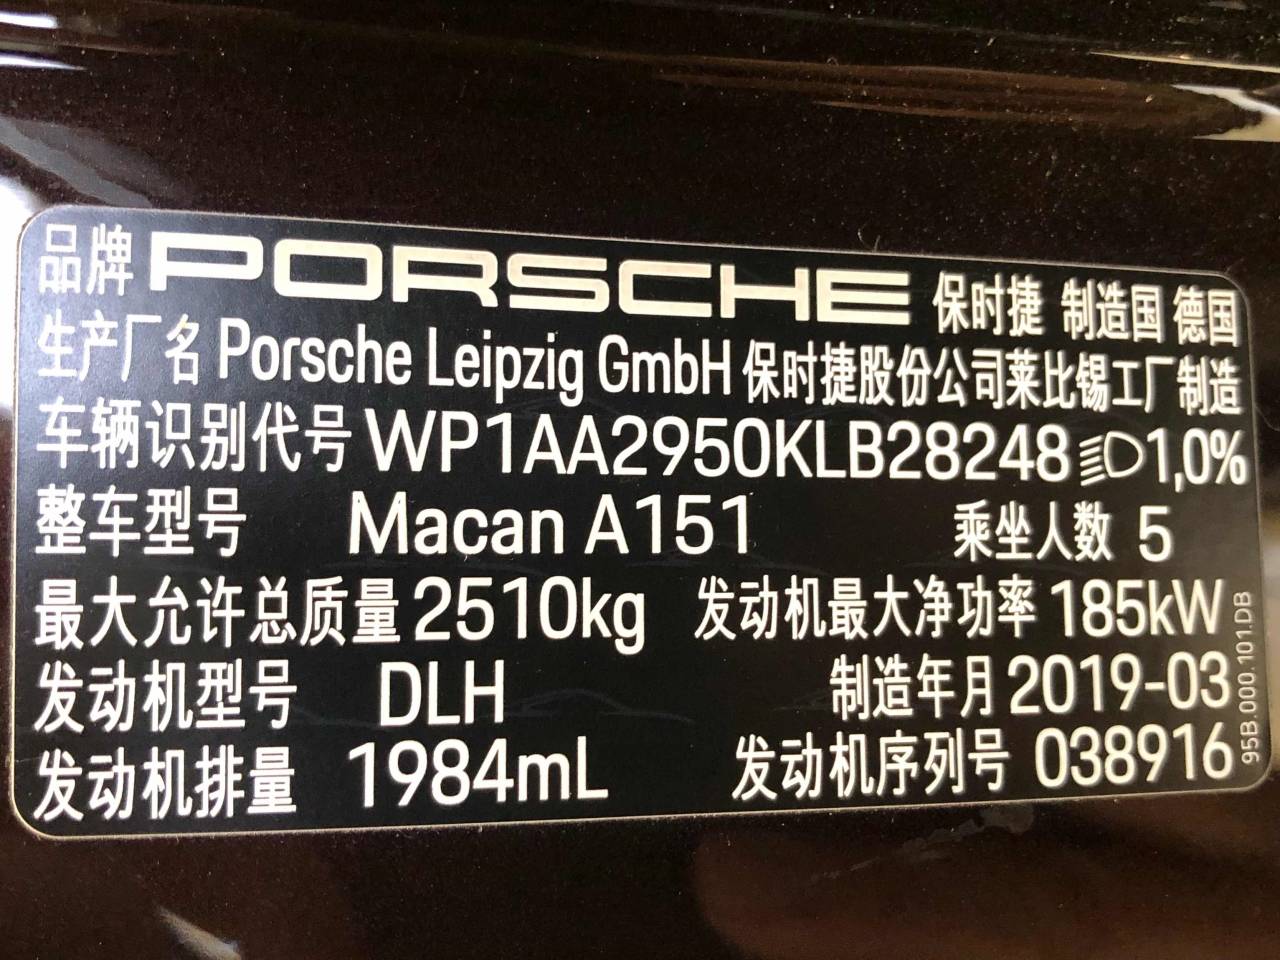 品牌 PORSCHE 保时捷 制造国 德国
生产厂名 Porsche Leipzig GmbH 保时捷股份公司莱比锡工厂制造
车辆识别代号 WP1AA2950KLB28248 1,0%
整车型号 Macan A151 乘坐人数 5
最大允许总质量 2510kg 发动机最大净功率 185kW
发动机型号 DLH 制造年月 2019-03
发动机排量 1984mL 发动机序列号 038916
95B.000.101.DB